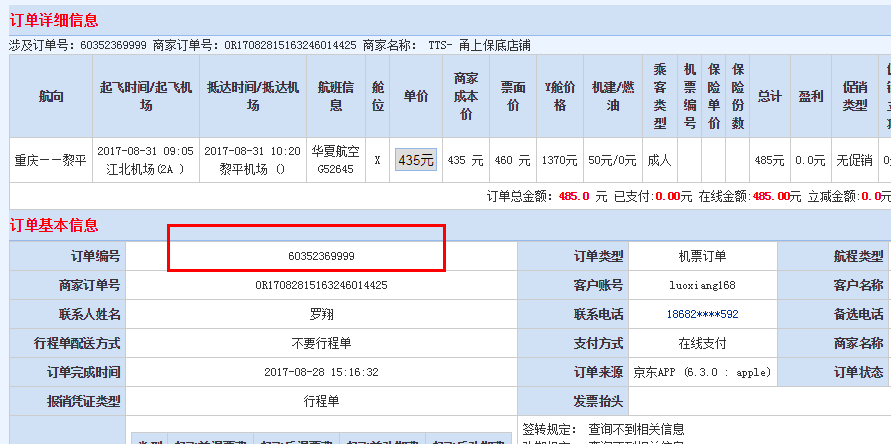 订单详细信息
涉及订单号：60352369999 商家订单号：OR17082815163246014425 商家名称： TTS- 甬上保底店铺
航向 起飞时间/起飞机场 抵达时间/抵达机场 航班信息 舱位 单价 商家成本价 票面价 Y舱价格 机建/燃油 乘客类型 机票编号 保险单价 保险份数 总计 盈利 促销类型
重庆－－黎平 2017-08-31 09:05 江北机场(2A ) 2017-08-31 10:20 黎平机场 () 华夏航空 G52645 X 435元 435 元 460 元 1370元 50元/0元 成人 485元 0.0元 无促销
订单总金额：485.0 元 已支付:0.00元 在线金额:485.00元 立减金额:0.0元
订单基本信息
订单编号 60352369999 订单类型 机票订单 航程类型
商家订单号 OR17082815163246014425 客户账号 luoxiang168 客户名称
联系人姓名 罗翔 联系电话 18682****592 备选电话
行程单配送方式 不要行程单 支付方式 在线支付 商家名称
订单完成时间 2017-08-28 15:16:32 订单来源 京东APP (6.3.0 : apple) 订单状态
报消凭证类型 行程单 发票抬头
签转规定： 查询不到相关信息